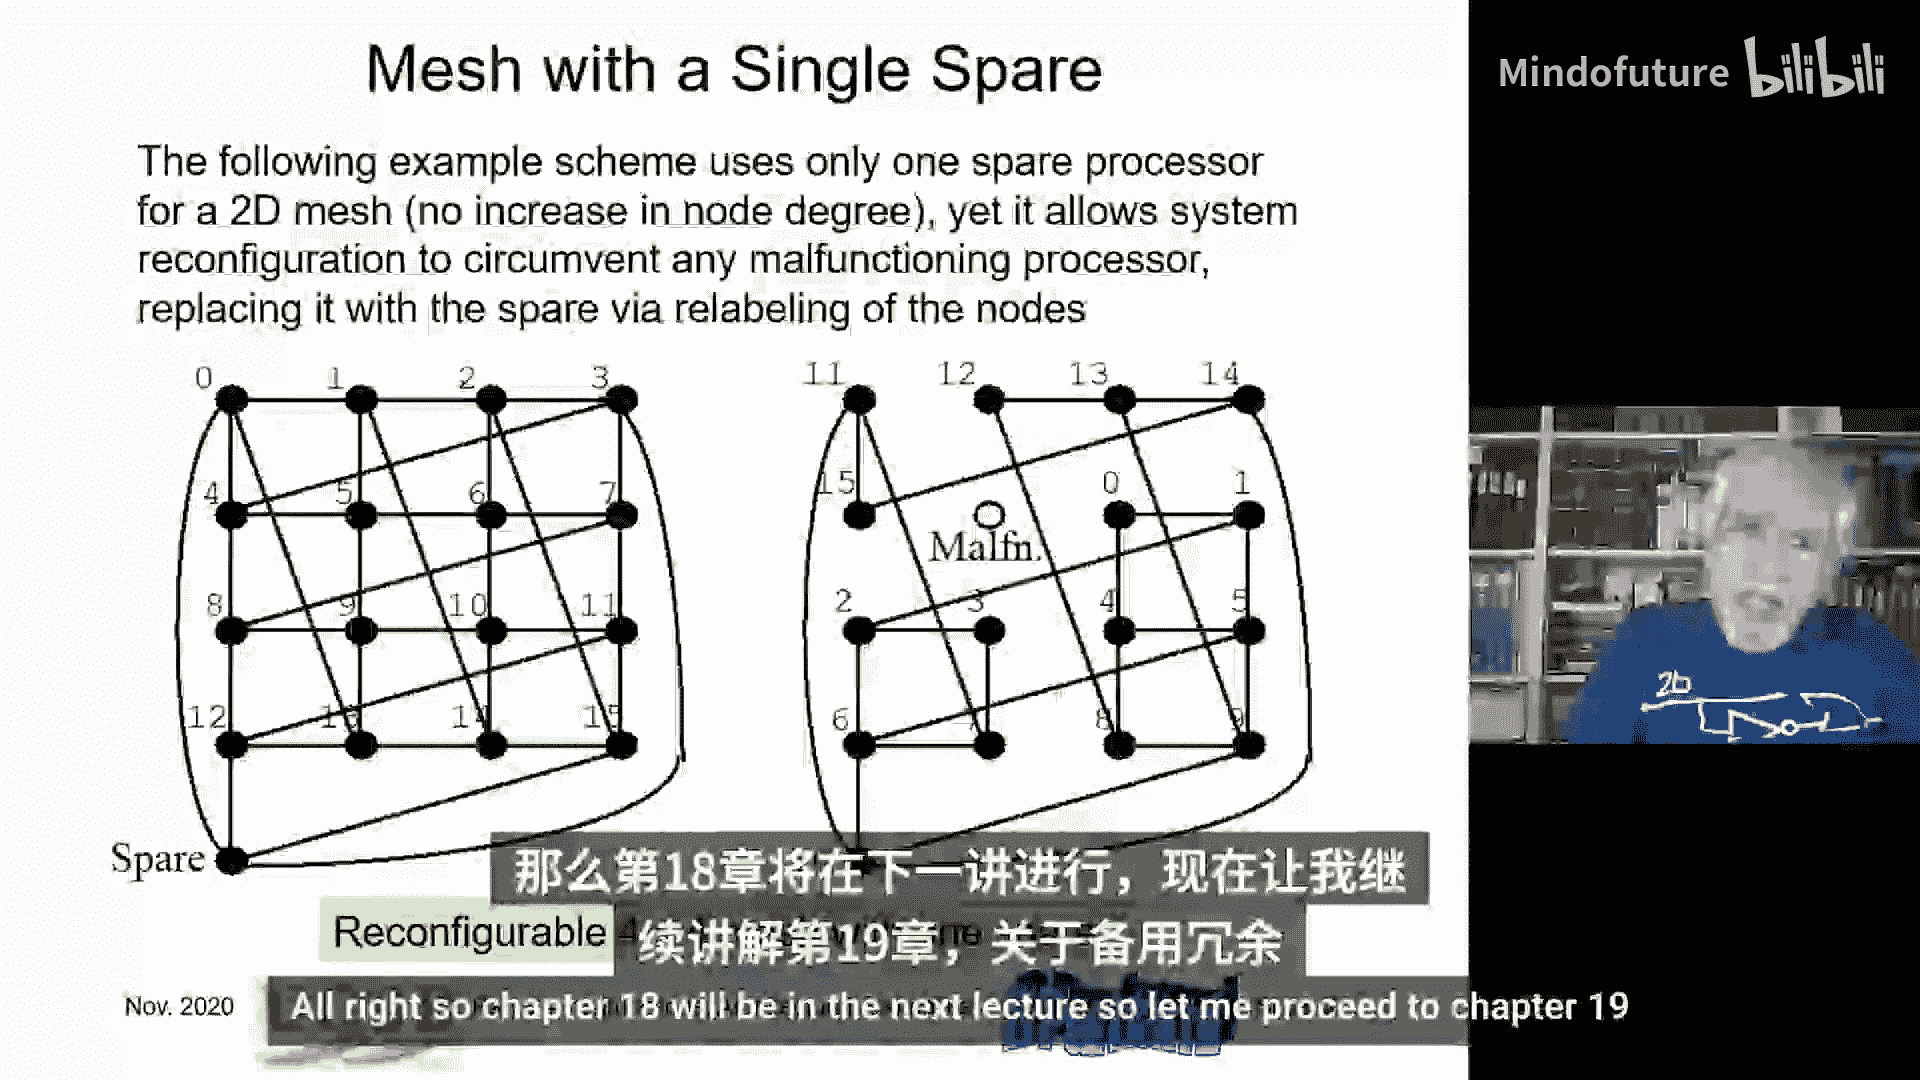 Mesh with a Single Spare
Mindofuture bilibili
The following example scheme uses only one spare processor
for a 2D mesh (no increase in node degree), yet it allows system
reconfiguration to circumvent any malfunctioning processor,
replacing it with the spare via relabeling of the nodes
0 1 2 3
4 5 6 7
8 9 10 11
12 13 14 15
Spare
11 12 13 14
15 0 1
Malfn.
2 3 4 5
6 7 8 9
2b
那么第18章将在下一讲进行，现在让我继
续讲解第19章，关于备用冗余
Reconfigurable 4
Nov. 2020
All right so chapter 18 will be in the next lecture so let me proceed to chapter 19